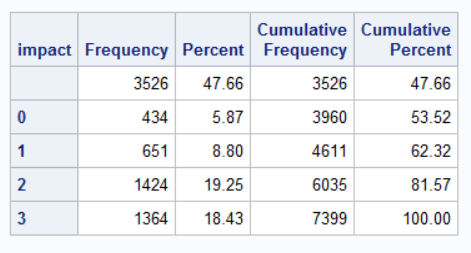 impact Frequency Percent Cumulative Frequency Cumulative Percent
3526 47.66 3526 47.66
0 434 5.87 3960 53.52
1 651 8.80 4611 62.32
2 1424 19.25 6035 81.57
3 1364 18.43 7399 100.00